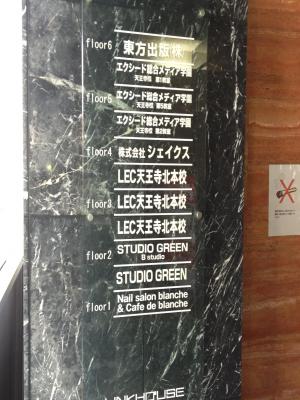 floor6 東方出版(株)
エクシード総合メディア学園
天王寺校 第1教室
floor5 エクシード総合メディア学園
天王寺校 第5教室
エクシード総合メディア学園
天王寺校 第2教室
floor4 株式会社 シェイクス
LEC天王寺北本校
floor3 LEC天王寺北本校
LEC天王寺北本校
floor2 STUDIO GREEN
B studio
STUDIO GREEN
floor1 Nail salon blanche
& Cafe de blanche